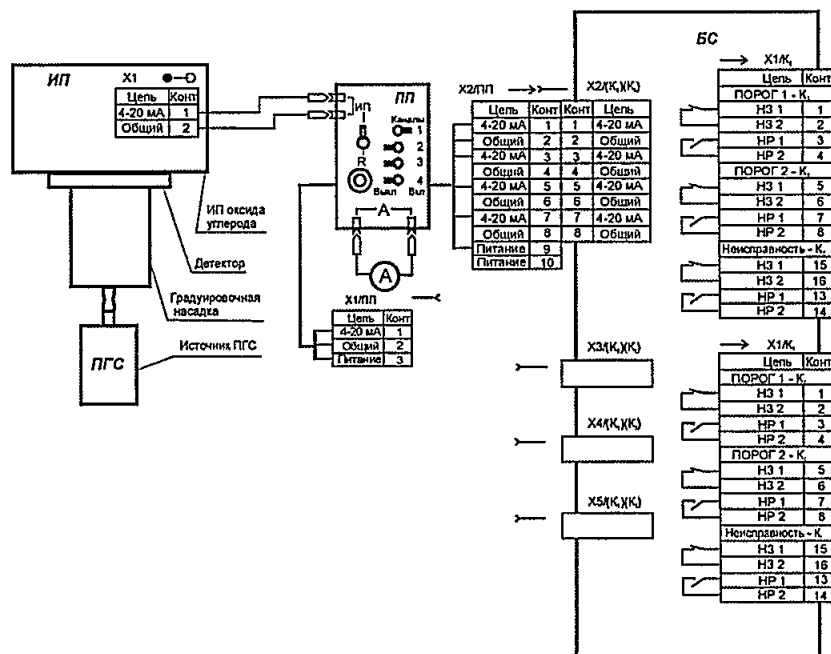 ИП
X1
Цепь Конт
4-20 мА 1
Общий 2
ИП оксида
углерода
Детектор
Градуировочная
насадка
Источник ПГС
ПГС
ПП
ИП
Каналы
1
2
3
4
R
Выкл Вкл
А
А
X1/ПП
Цепь Конт
4-20 мА 1
Общий 2
Питание 3
X2/ПП X2/(К,)(К,)
Цепь Конт Конт Цепь
4-20 мА 1 1 4-20 мА
Общий 2 2 Общий
4-20 мА 3 3 4-20 мА
Общий 4 4 Общий
4-20 мА 5 5 4-20 мА
Общий 6 6 Общий
4-20 мА 7 7 4-20 мА
Общий 8 8 Общий
Питание 9
Питание 10
X3/(К,)(К,)
X4/(К,)(К,)
X5/(К,)(К,)
БС
X1/К,
Цепь Конт
ПОРОГ 1 - К,
НЗ 1 1
НЗ 2 2
НР 1 3
НР 2 4
ПОРОГ 2 - К,
НЗ 1 5
НЗ 2 6
НР 1 7
НР 2 8
Неисправность - К,
НЗ 1 15
НЗ 2 16
НР 1 13
НР 2 14
X1/К,
Цепь Конт
ПОРОГ 1 - К,
НЗ 1 1
НЗ 2 2
НР 1 3
НР 2 4
ПОРОГ 2 - К,
НЗ 1 5
НЗ 2 6
НР 1 7
НР 2 8
Неисправность - К,
НЗ 1 15
НЗ 2 16
НР 1 13
НР 2 14